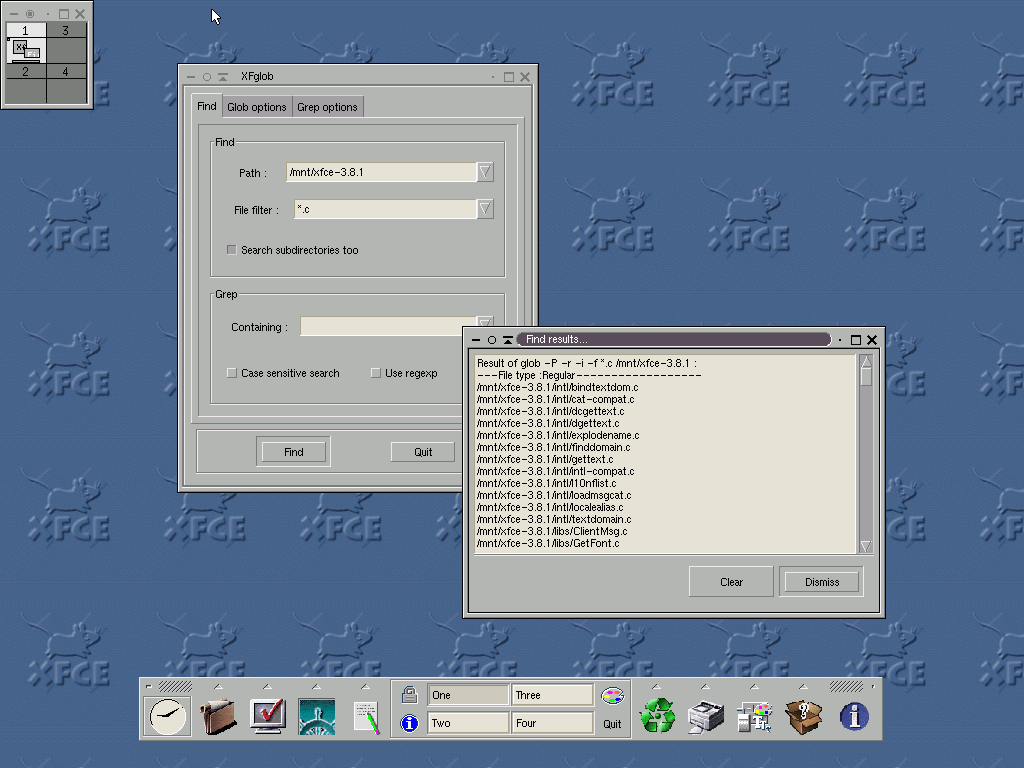 1 3
2 4
XFglob
Find Glob options Grep options
Find
Path : /mnt/xfce-3.8.1
File filter : *.c
Search subdirectories too
Grep
Containing :
Case sensitive search Use regexp
Find Quit
Find results...
Result of glob -P -r -i -f *.c /mnt/xfce-3.8.1 :
---File type :Regular-------------------
/mnt/xfce-3.8.1/intl/bindtextdom.c
/mnt/xfce-3.8.1/intl/cat-compat.c
/mnt/xfce-3.8.1/intl/dcgettext.c
/mnt/xfce-3.8.1/intl/dgettext.c
/mnt/xfce-3.8.1/intl/explodename.c
/mnt/xfce-3.8.1/intl/finddomain.c
/mnt/xfce-3.8.1/intl/gettext.c
/mnt/xfce-3.8.1/intl/intl-compat.c
/mnt/xfce-3.8.1/intl/l10nflist.c
/mnt/xfce-3.8.1/intl/loadmsgcat.c
/mnt/xfce-3.8.1/intl/localealias.c
/mnt/xfce-3.8.1/intl/textdomain.c
/mnt/xfce-3.8.1/libs/ClientMsg.c
/mnt/xfce-3.8.1/libs/GetFont.c
Clear Dismiss
One Three
Two Four Quit
XFCE